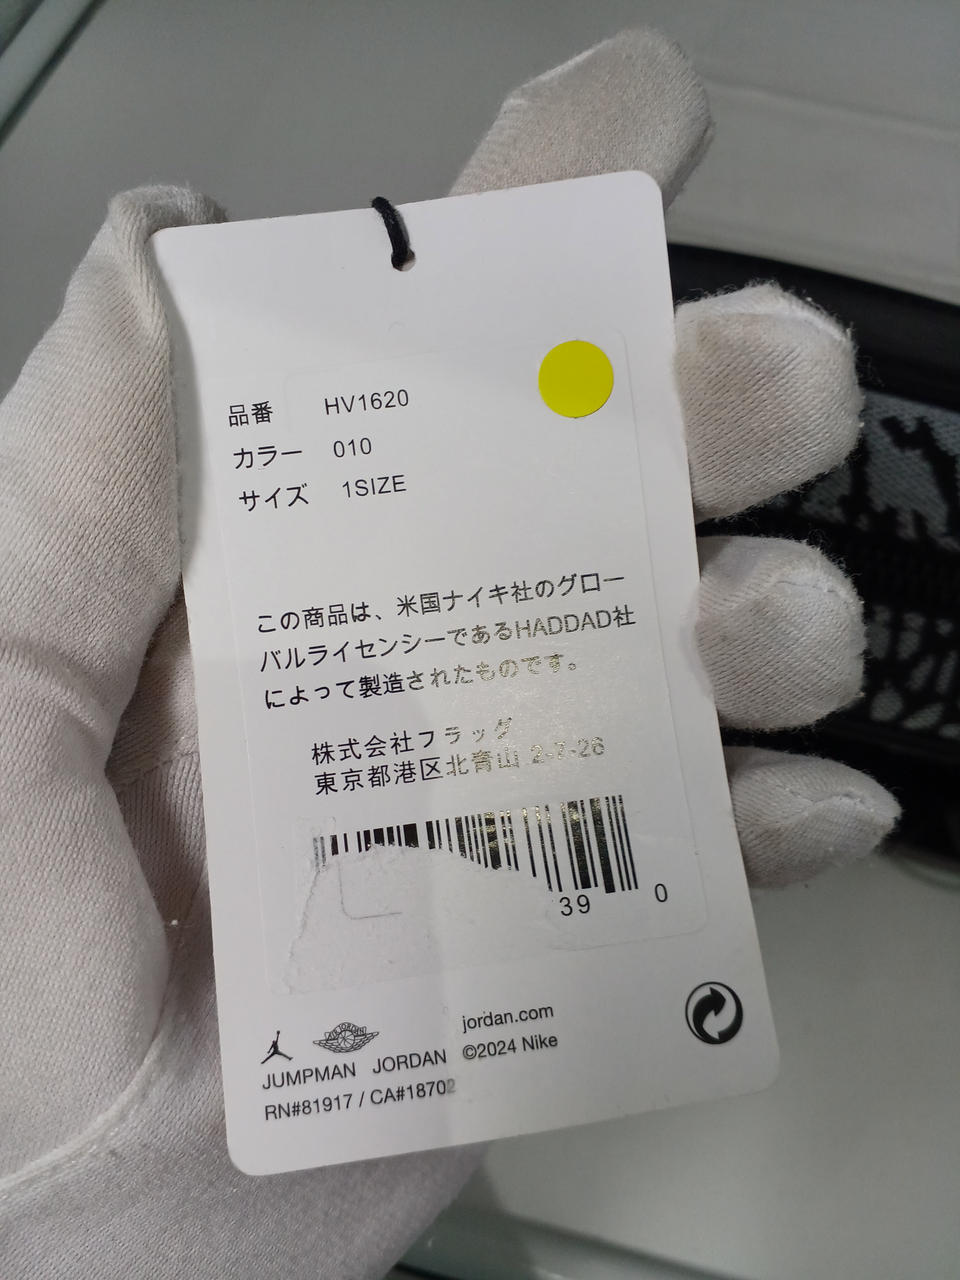 品番 HV1620
カラー 010
サイズ 1SIZE
この商品は、米国ナイキ社のグロー
バルライセンシーであるHADDAD社
によって製造されたものです。
株式会社フラッグ
東京都港区北青山 2-7-26
39 0
AIR JORDAN
jordan.com
JUMPMAN JORDAN ©2024 Nike
RN#81917 / CA#18702